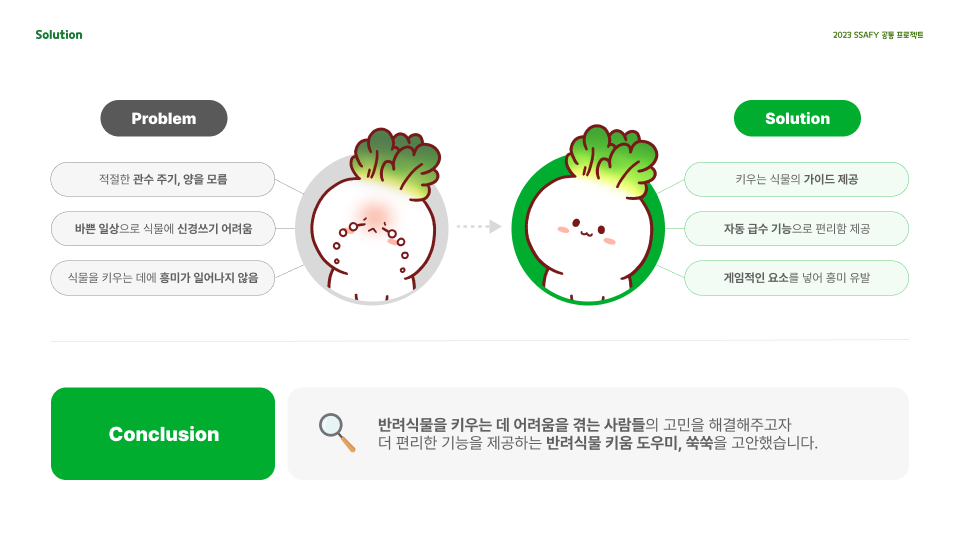 Solution
2023 SSAFY 공통 프로젝트
Problem
적절한 관수 주기, 양을 모름
바쁜 일상으로 식물에 신경쓰기 어려움
식물을 키우는 데에 흥미가 일어나지 않음
Solution
키우는 식물의 가이드 제공
자동 급수 기능으로 편리함 제공
게임적인 요소를 넣어 흥미 유발
Conclusion
반려식물을 키우는 데 어려움을 겪는 사람들의 고민을 해결해주고자
더 편리한 기능을 제공하는 반려식물 키움 도우미, 쑥쑥을 고안했습니다.